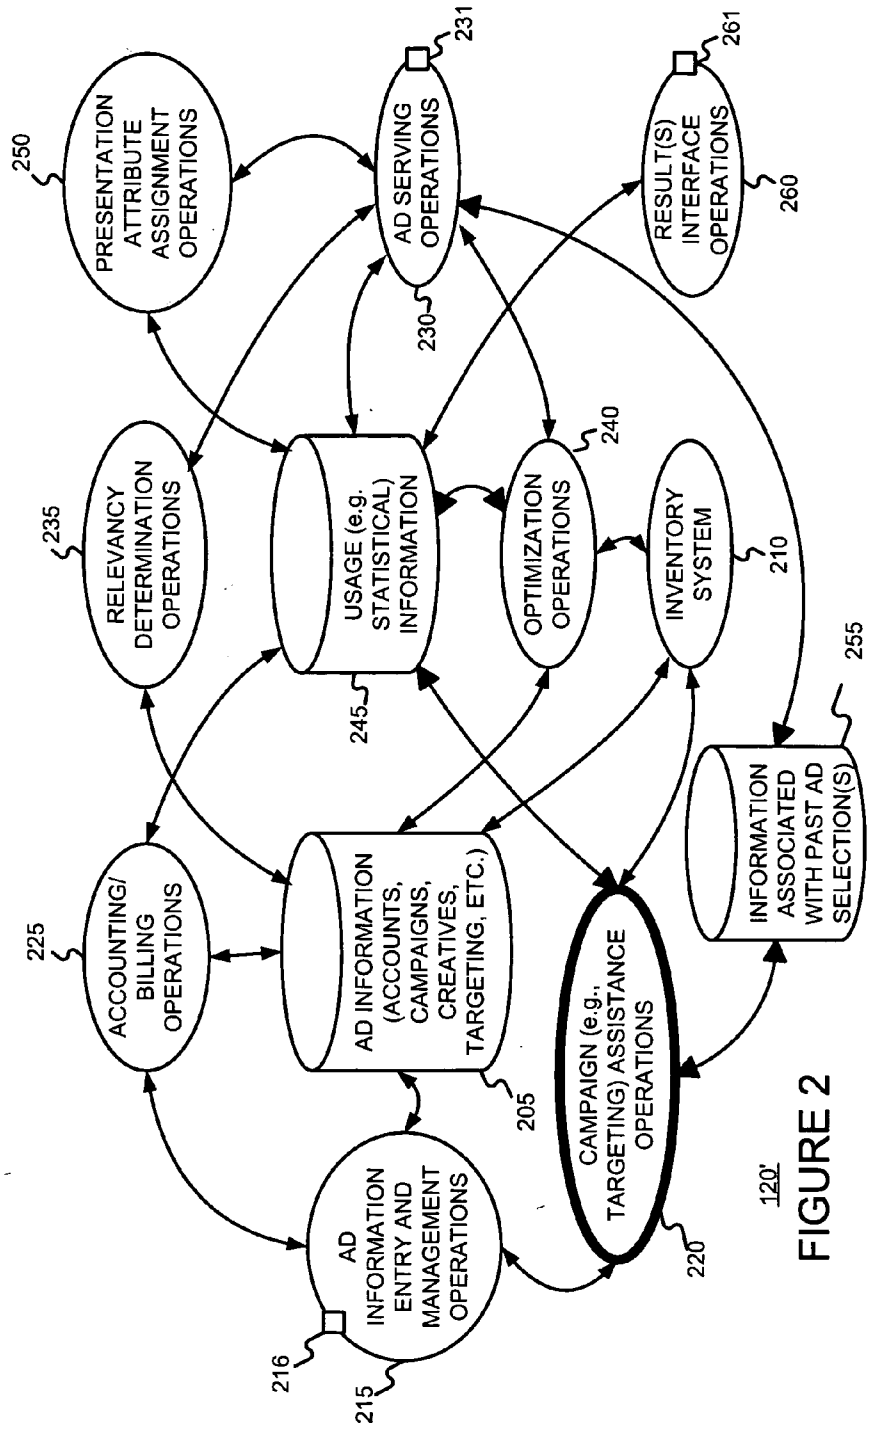 225
ACCOUNTING/
BILLING
OPERATIONS
235
RELEVANCY
DETERMINATION
OPERATIONS
250
PRESENTATION
ATTRIBUTE
ASSIGNMENT
OPERATIONS
216
215
AD
INFORMATION
ENTRY AND
MANAGEMENT
OPERATIONS
AD INFORMATION
(ACCOUNTS,
CAMPAIGNS,
CREATIVES,
TARGETING, ETC.)
205
245
USAGE (e.g.
STATISTICAL)
INFORMATION
230
AD SERVING
OPERATIONS
231
OPTIMIZATION
OPERATIONS
240
CAMPAIGN (e.g.,
TARGETING) ASSISTANCE
OPERATIONS
220
INVENTORY
SYSTEM
210
RESULT(S)
INTERFACE
OPERATIONS
260
261
INFORMATION
ASSOCIATED
WITH PAST AD
SELECTION(S)
255
120'
FIGURE 2